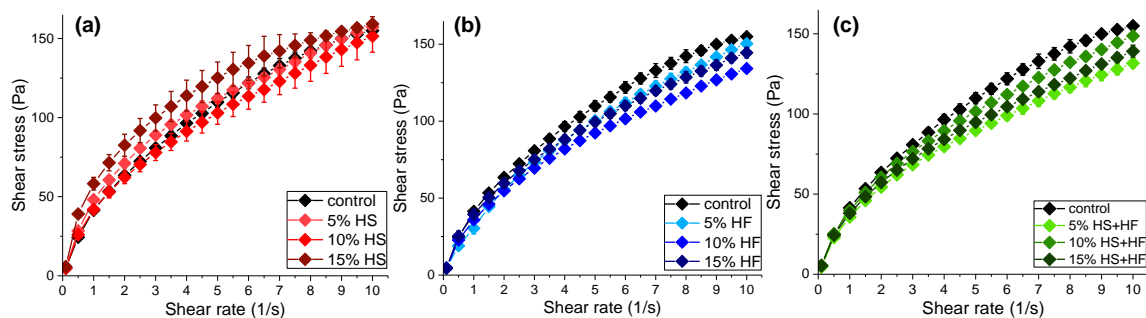 (a)
Shear stress (Pa)
150
100
50
0
0 1 2 3 4 5 6 7 8 9 10
Shear rate (1/s)
control
5% HS
10% HS
15% HS
(b)
Shear stress (Pa)
150
100
50
0
0 1 2 3 4 5 6 7 8 9 10
Shear rate (1/s)
control
5% HF
10% HF
15% HF
(c)
Shear stress (Pa)
150
100
50
0
0 1 2 3 4 5 6 7 8 9 10
Shear rate (1/s)
control
5% HS+HF
10% HS+HF
15% HS+HF